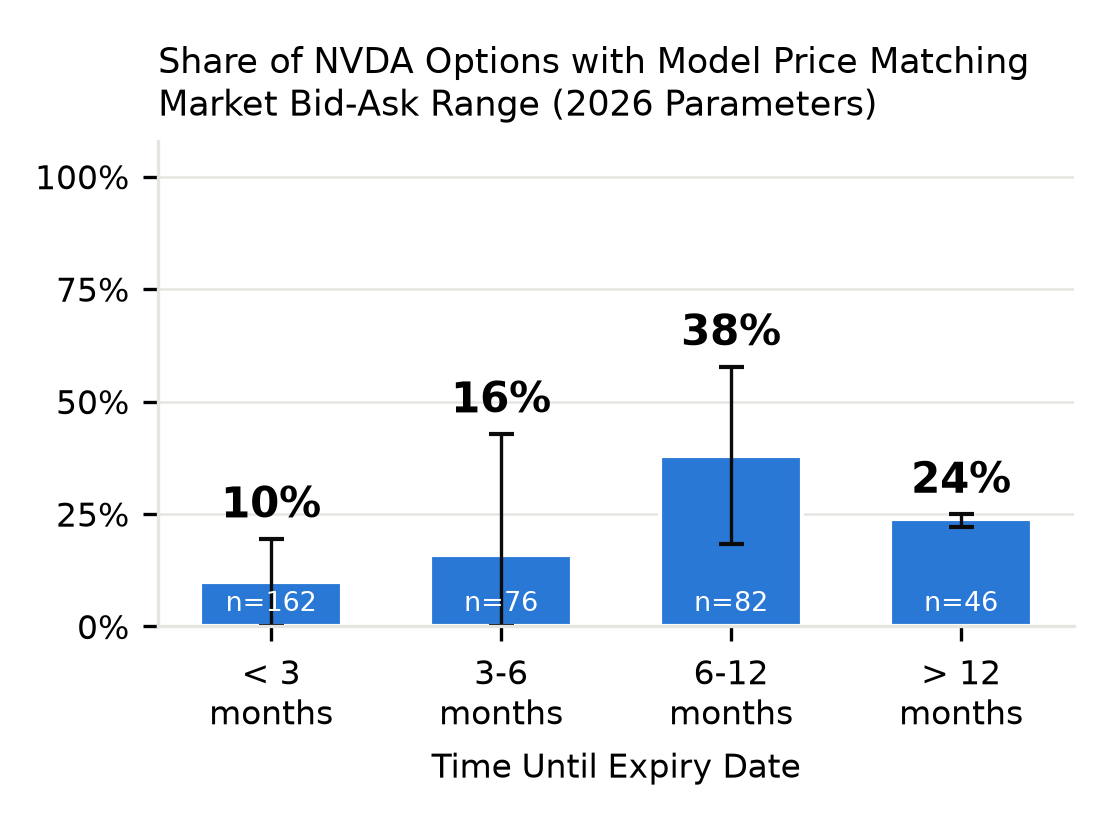 Share of NVDA Options with Model Price Matching
Market Bid-Ask Range (2026 Parameters)
100%
75%
50%
25%
0%
10%
16%
38%
24%
n=162
n=76
n=82
n=46
< 3
months
3-6
months
6-12
months
> 12
months
Time Until Expiry Date